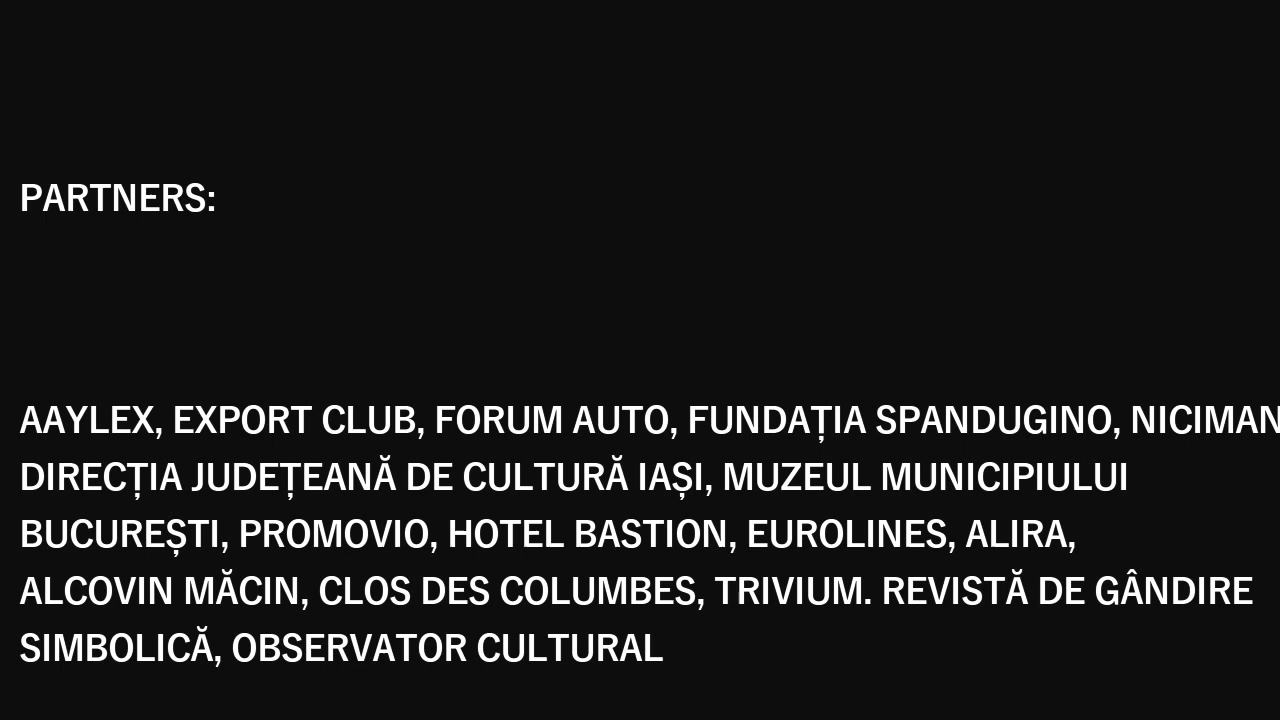 PARTNERS:
AAYLEX, EXPORT CLUB, FORUM AUTO, FUNDAȚIA SPANDUGINO, NICIMAN
DIRECȚIA JUDEȚEANĂ DE CULTURĂ IAȘI, MUZEUL MUNICIPIULUI
BUCUREȘTI, PROMOVIO, HOTEL BASTION, EUROLINES, ALIRA,
ALCOVIN MĂCIN, CLOS DES COLUMBES, TRIVIUM. REVISTĂ DE GÂNDIRE
SIMBOLICĂ, OBSERVATOR CULTURAL